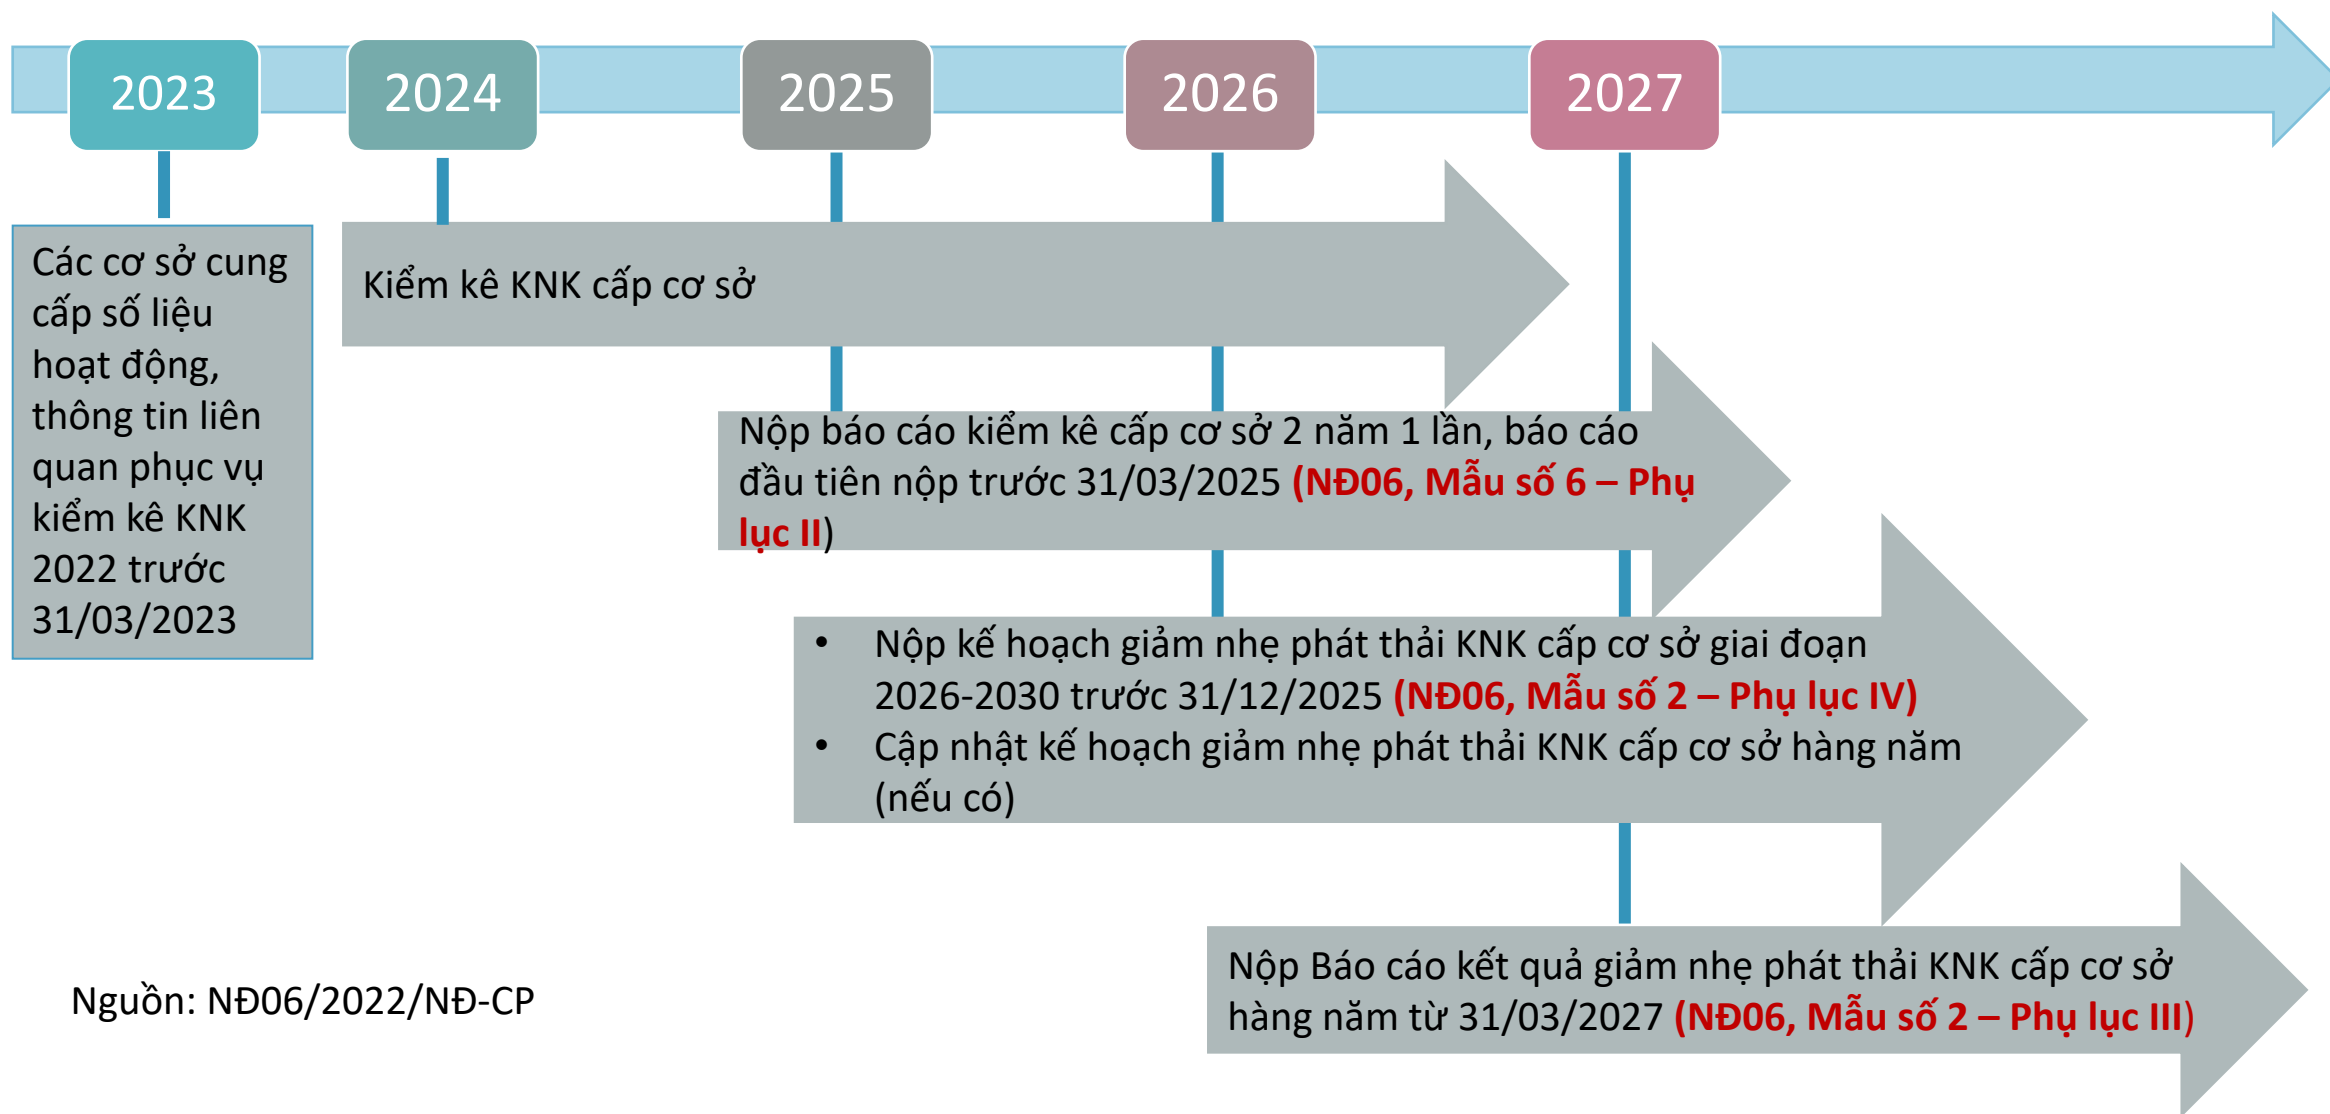 2023
2024
2025
2026
2027
Các cơ sở cung
cấp số liệu
hoạt động,
thông tin liên
quan phục vụ
kiểm kê KNK
2022 trước
31/03/2023
Kiểm kê KNK cấp cơ sở
Nộp báo cáo kiểm kê cấp cơ sở 2 năm 1 lần, báo cáo
đầu tiên nộp trước 31/03/2025 (NĐ06, Mẫu số 6 – Phụ
lục II)
• Nộp kế hoạch giảm nhẹ phát thải KNK cấp cơ sở giai đoạn
2026-2030 trước 31/12/2025 (NĐ06, Mẫu số 2 – Phụ lục IV)
• Cập nhật kế hoạch giảm nhẹ phát thải KNK cấp cơ sở hàng năm
(nếu có)
Nộp Báo cáo kết quả giảm nhẹ phát thải KNK cấp cơ sở
hàng năm từ 31/03/2027 (NĐ06, Mẫu số 2 – Phụ lục III)
Nguồn: NĐ06/2022/NĐ-CP